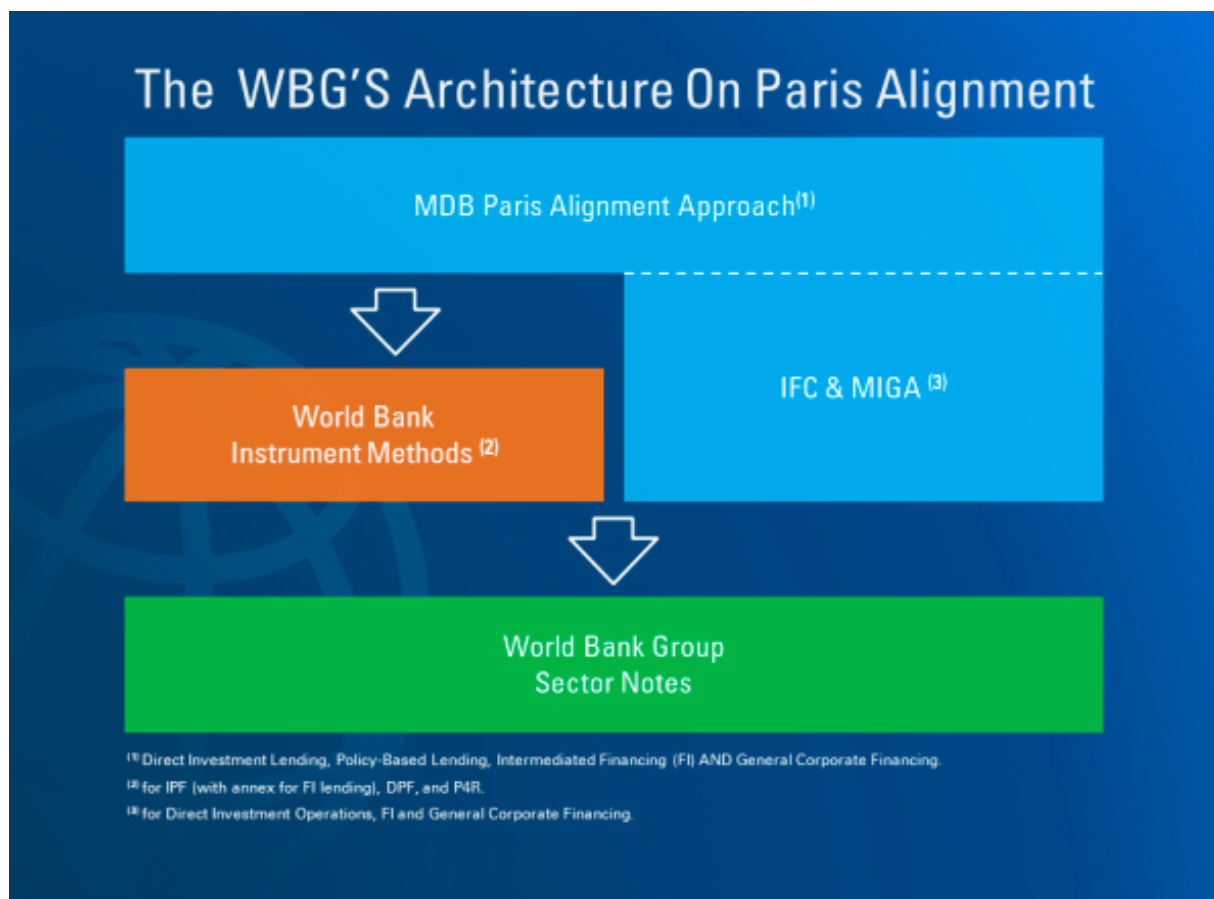 The WBG'S Architecture On Paris Alignment
MDB Paris Alignment Approach(1)
IFC & MIGA (3)
World Bank
Instrument Methods (2)
World Bank Group
Sector Notes
(1) Direct Investment Lending, Policy-Based Lending, Intermediated Financing (FI) AND General Corporate Financing.
(2) for IPF (with annex for FI lending), DPF, and P4R.
(3) for Direct Investment Operations, FI and General Corporate Financing.